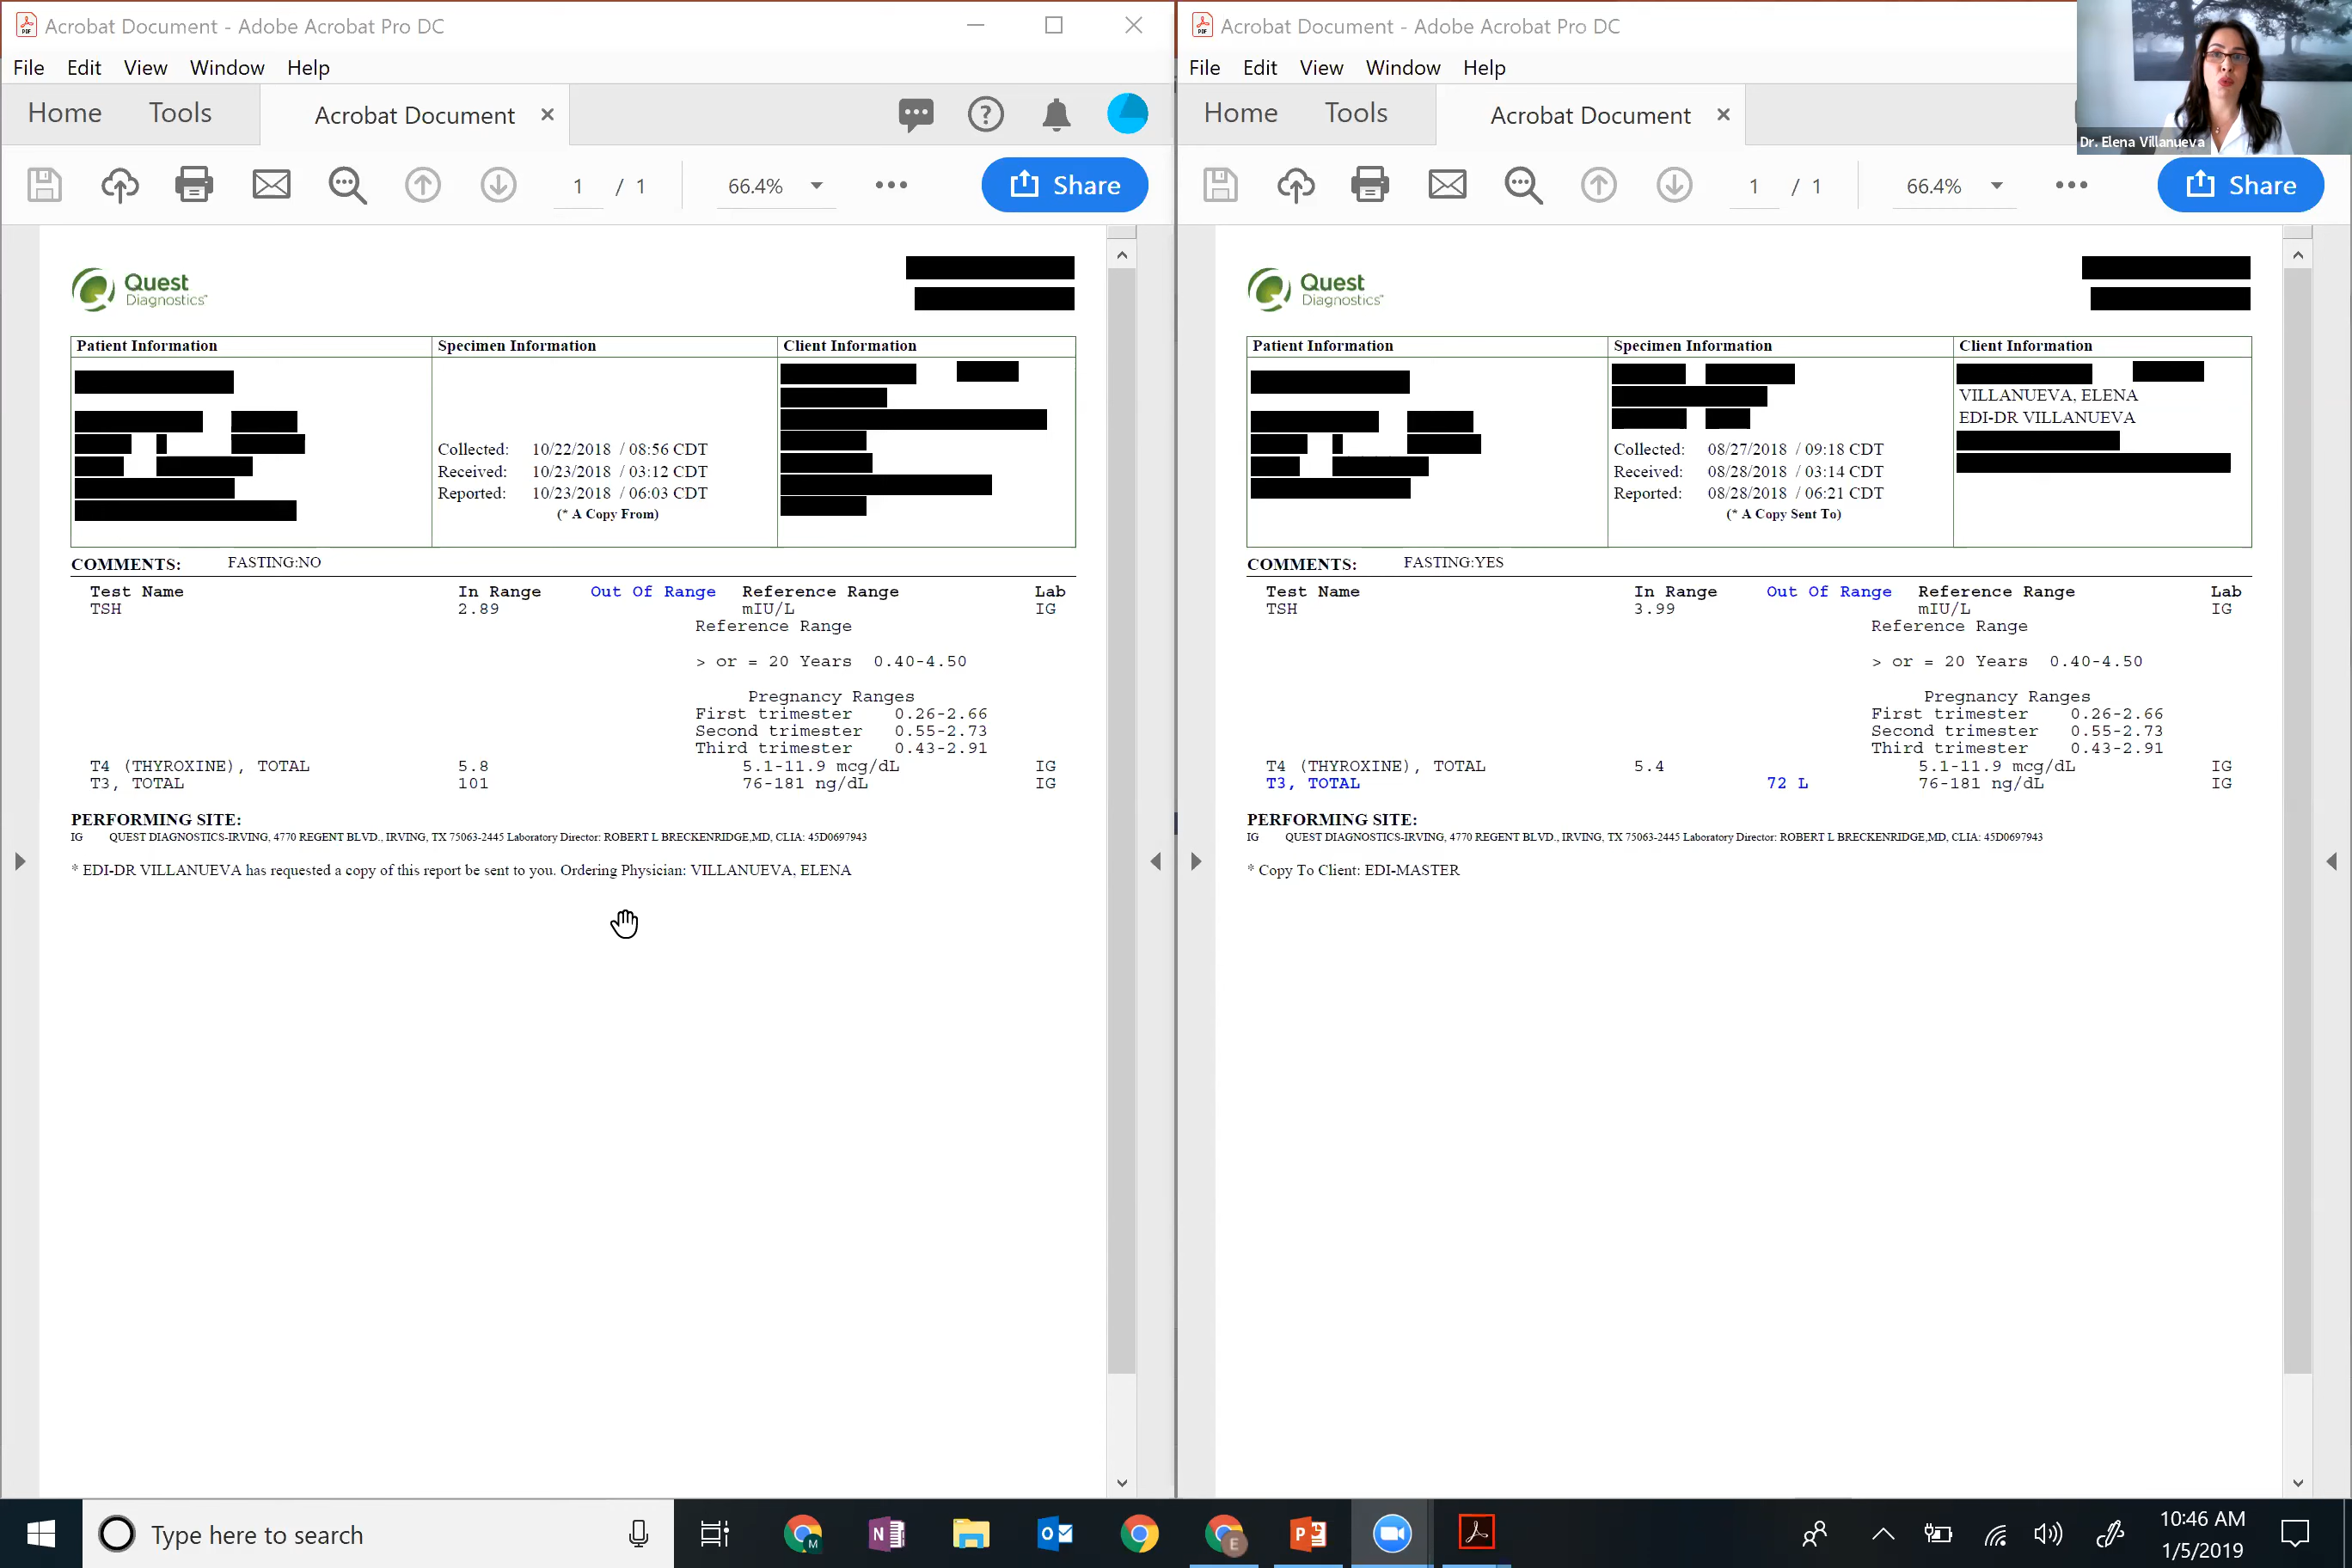 Acrobat Document - Adobe Acrobat Pro DC
File Edit View Window Help
Home Tools Acrobat Document ×
1 / 1 66.4% Share
Quest
Diagnostics™
Patient Information Specimen Information Client Information
Collected: 10/22/2018 / 08:56 CDT
Received: 10/23/2018 / 03:12 CDT
Reported: 10/23/2018 / 06:03 CDT
(* A Copy From)
COMMENTS: FASTING:NO
Test Name In Range Out Of Range Reference Range Lab
TSH 2.89 mIU/L IG
Reference Range
> or = 20 Years 0.40-4.50
Pregnancy Ranges
First trimester 0.26-2.66
Second trimester 0.55-2.73
Third trimester 0.43-2.91
T4 (THYROXINE), TOTAL 5.8 5.1-11.9 mcg/dL IG
T3, TOTAL 101 76-181 ng/dL IG
PERFORMING SITE:
IG QUEST DIAGNOSTICS-IRVING, 4770 REGENT BLVD., IRVING, TX 75063-2445 Laboratory Director: ROBERT L BRECKENRIDGE,MD, CLIA: 45D0697943
* EDI-DR VILLANUEVA has requested a copy of this report be sent to you. Ordering Physician: VILLANUEVA, ELENA
Acrobat Document - Adobe Acrobat Pro DC
File Edit View Window Help
Home Tools Acrobat Document ×
Dr. Elena Villanueva
1 / 1 66.4% Share
Quest
Diagnostics™
Patient Information Specimen Information Client Information
VILLANUEVA, ELENA
EDI-DR VILLANUEVA
Collected: 08/27/2018 / 09:18 CDT
Received: 08/28/2018 / 03:14 CDT
Reported: 08/28/2018 / 06:21 CDT
(* A Copy Sent To)
COMMENTS: FASTING:YES
Test Name In Range Out Of Range Reference Range Lab
TSH 3.99 mIU/L IG
Reference Range
> or = 20 Years 0.40-4.50
Pregnancy Ranges
First trimester 0.26-2.66
Second trimester 0.55-2.73
Third trimester 0.43-2.91
T4 (THYROXINE), TOTAL 5.4 5.1-11.9 mcg/dL IG
T3, TOTAL 72 L 76-181 ng/dL IG
PERFORMING SITE:
IG QUEST DIAGNOSTICS-IRVING, 4770 REGENT BLVD., IRVING, TX 75063-2445 Laboratory Director: ROBERT L BRECKENRIDGE,MD, CLIA: 45D0697943
* Copy To Client: EDI-MASTER
Type here to search
10:46 AM
1/5/2019